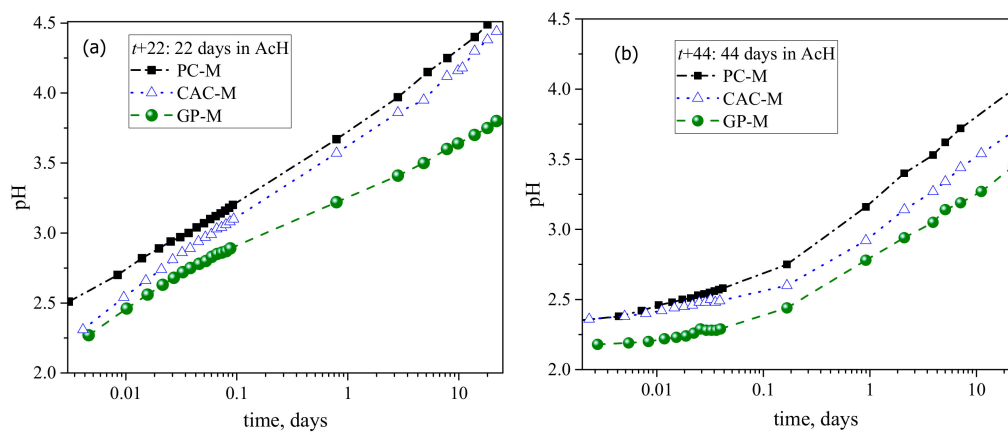 (a)
t+22: 22 days in AcH
PC-M
CAC-M
GP-M
4.5
4.0
3.5
3.0
2.5
2.0
pH
0.01
0.1
1
10
time, days
(b)
t+44: 44 days in AcH
PC-M
CAC-M
GP-M
4.5
4.0
3.5
3.0
2.5
2.0
pH
0.01
0.1
1
10
time, days